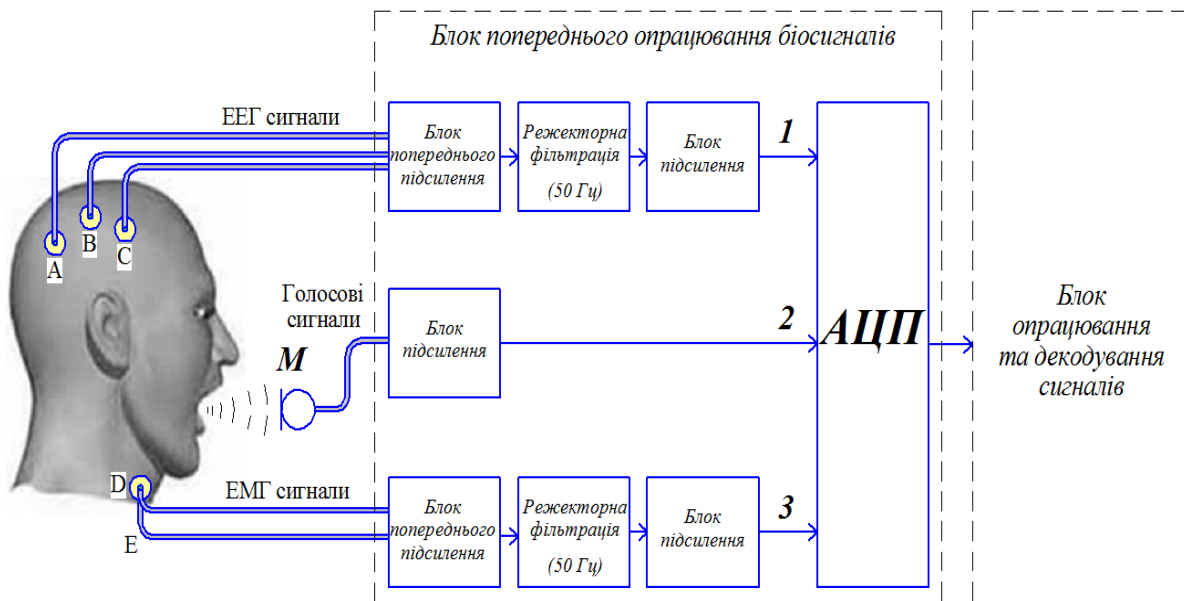 Блок попереднього опрацювання біосигналів
ЕЕГ сигнали
Блок
попереднього
підсилення
Режекторна
фільтрація
(50 Гц)
Блок
підсилення
1
A
B
C
Голосові
сигнали
М
Блок
підсилення
2
АЦП
Блок
опрацювання
та декодування
сигналів
D
E
ЕМГ сигнали
Блок
попереднього
підсилення
Режекторна
фільтрація
(50 Гц)
Блок
підсилення
3